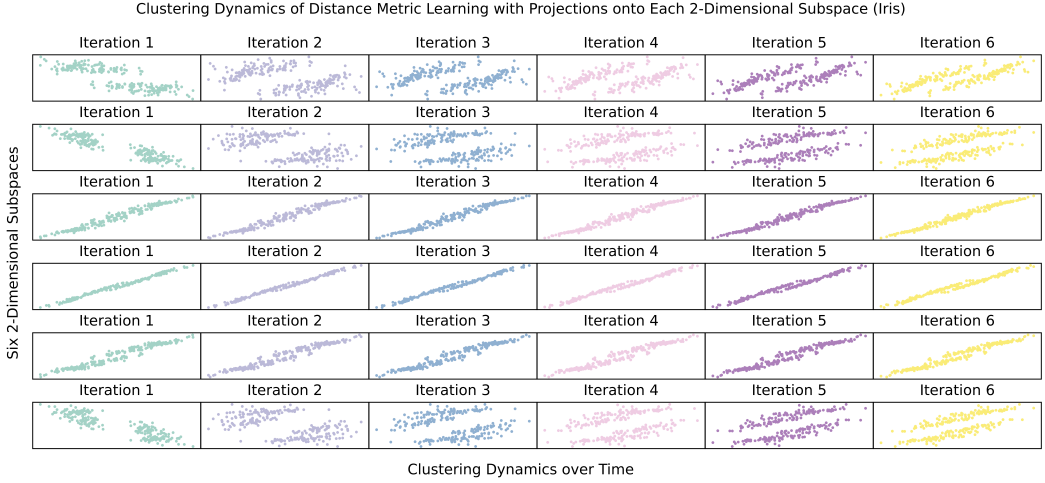 Clustering Dynamics of Distance Metric Learning with Projections onto Each 2-Dimensional Subspace (Iris)
Iteration 1 Iteration 2 Iteration 3 Iteration 4 Iteration 5 Iteration 6
Iteration 1 Iteration 2 Iteration 3 Iteration 4 Iteration 5 Iteration 6
Iteration 1 Iteration 2 Iteration 3 Iteration 4 Iteration 5 Iteration 6
Iteration 1 Iteration 2 Iteration 3 Iteration 4 Iteration 5 Iteration 6
Iteration 1 Iteration 2 Iteration 3 Iteration 4 Iteration 5 Iteration 6
Iteration 1 Iteration 2 Iteration 3 Iteration 4 Iteration 5 Iteration 6
Six 2-Dimensional Subspaces
Clustering Dynamics over Time